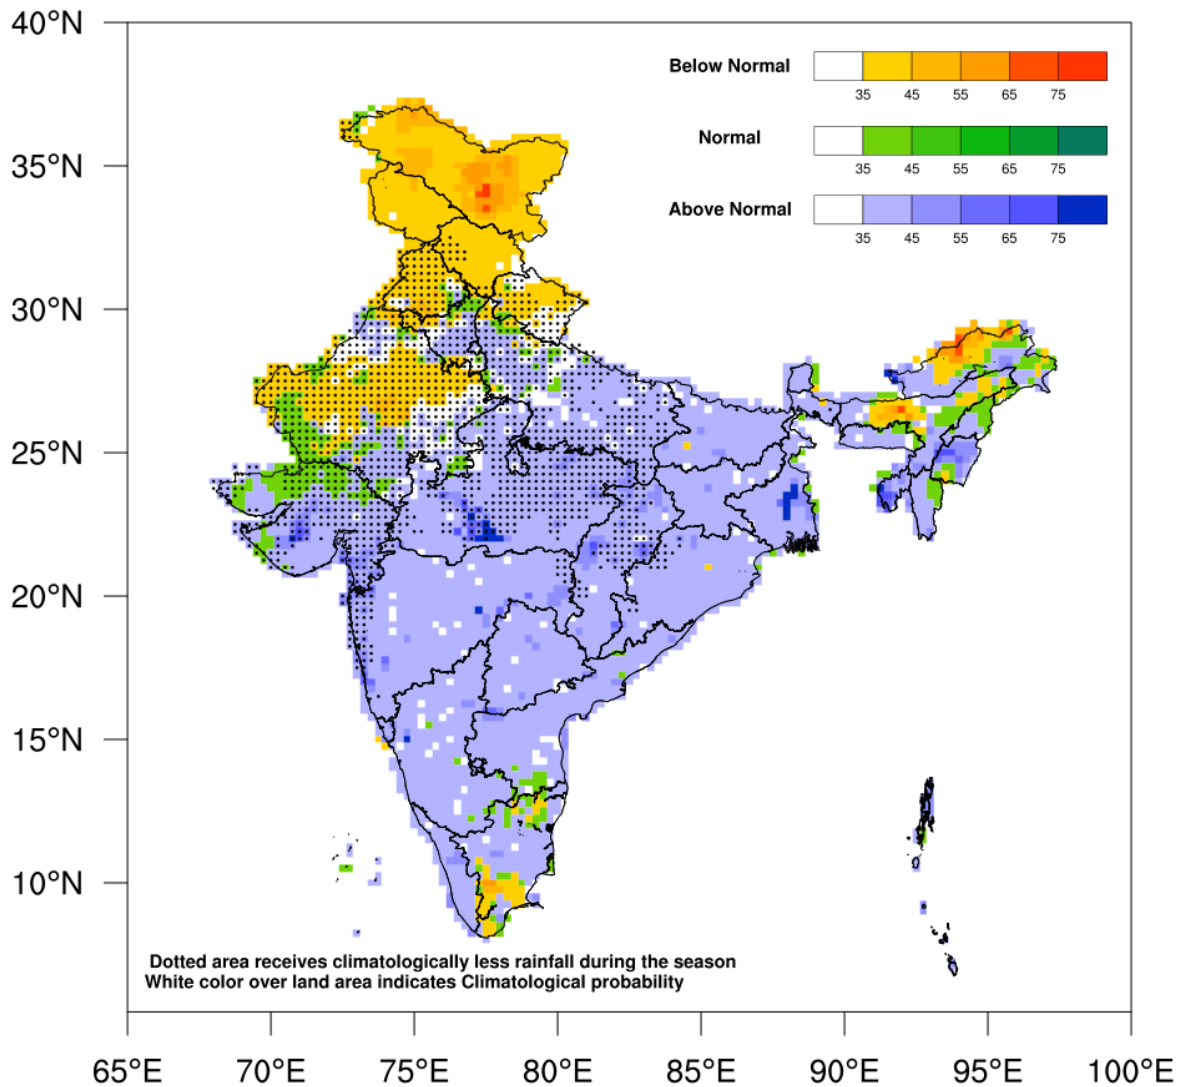 40°N
Below Normal
35 45 55 65 75
Normal
35 45 55 65 75
35°N
Above Normal
35 45 55 65 75
30°N
25°N
20°N
15°N
10°N
Dotted area receives climatologically less rainfall during the season
White color over land area indicates Climatological probability
65°E 70°E 75°E 80°E 85°E 90°E 95°E 100°E